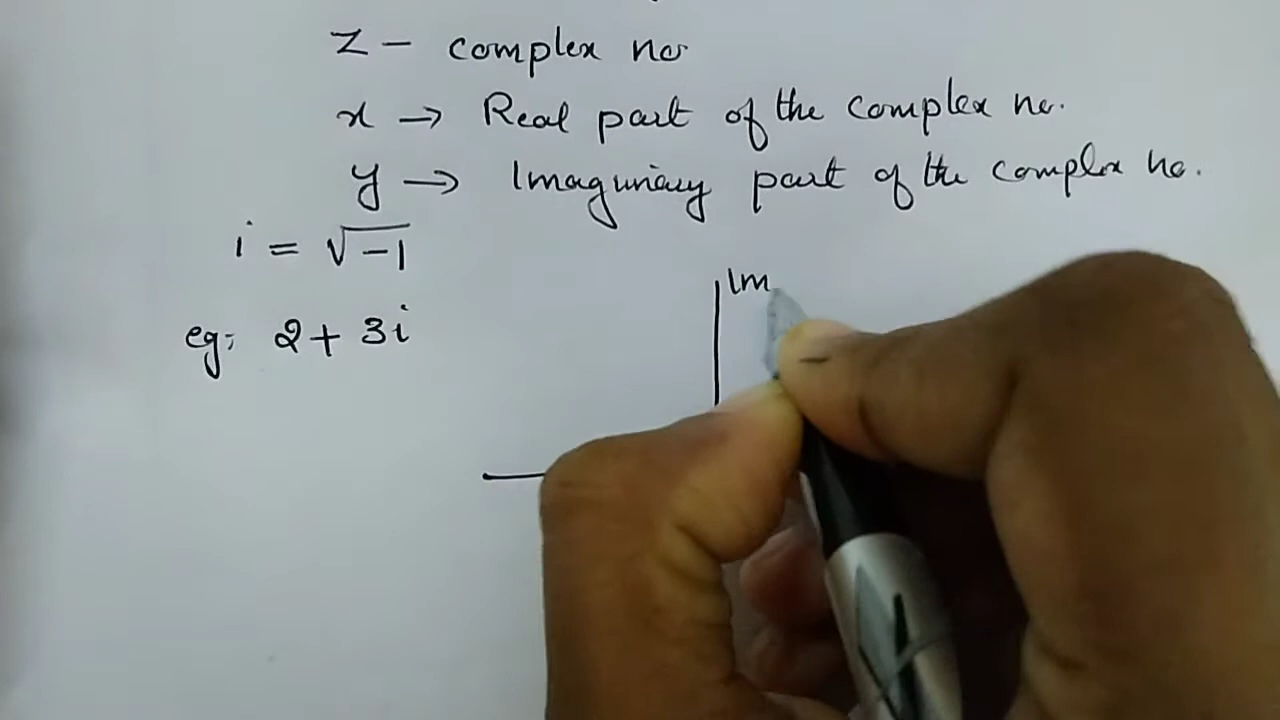 z - complex no
x → Real part of the complex no.
y → Imaginary part of the complex no.
i = √-1
eg: 2 + 3i
Im